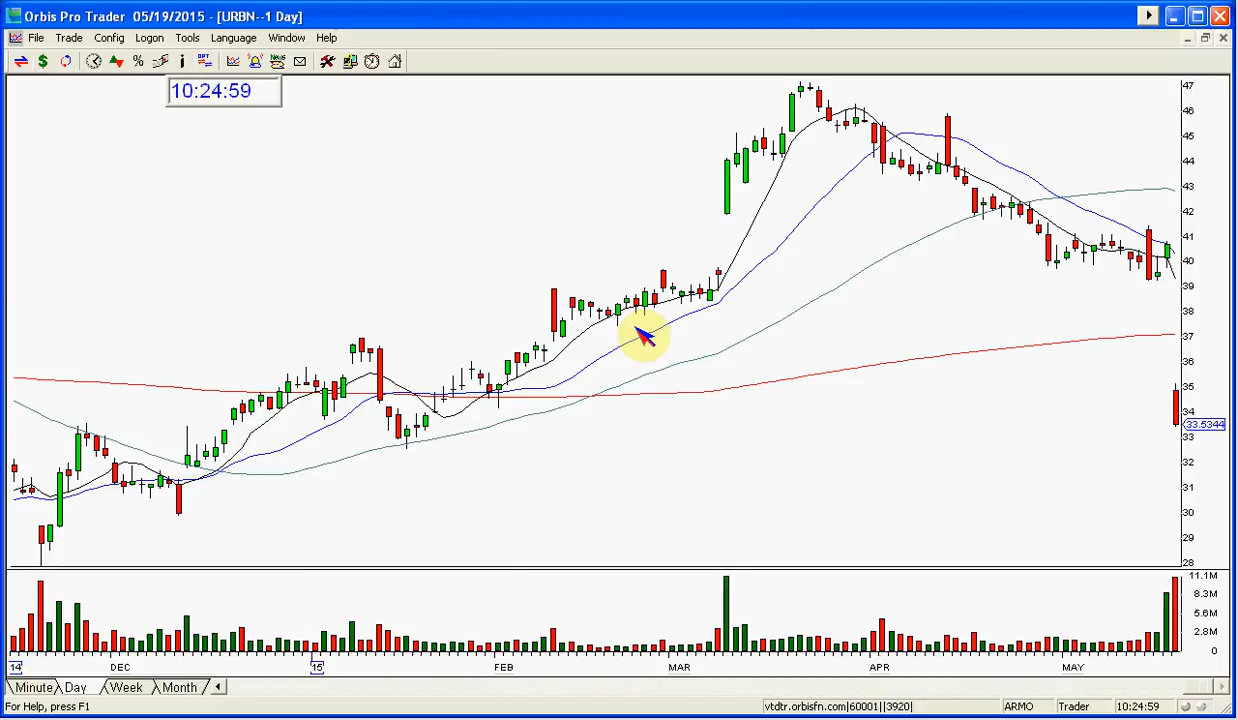 Orbis Pro Trader 05/19/2015 - [URBN--1 Day]
File Trade Config Logon Tools Language Window Help
OPT NEWS
10:24:59
47
46
45
44
43
42
41
40
39
38
37
36
35
34
33.5344
33
32
31
30
29
28
11.1M
8.3M
5.6M
2.8M
0
14 DEC 15 FEB MAR APR MAY
Minute Day Week Month
For Help, press F1 vtdtr.orbisfn.com|60001||3920| ARMO Trader 10:24:59